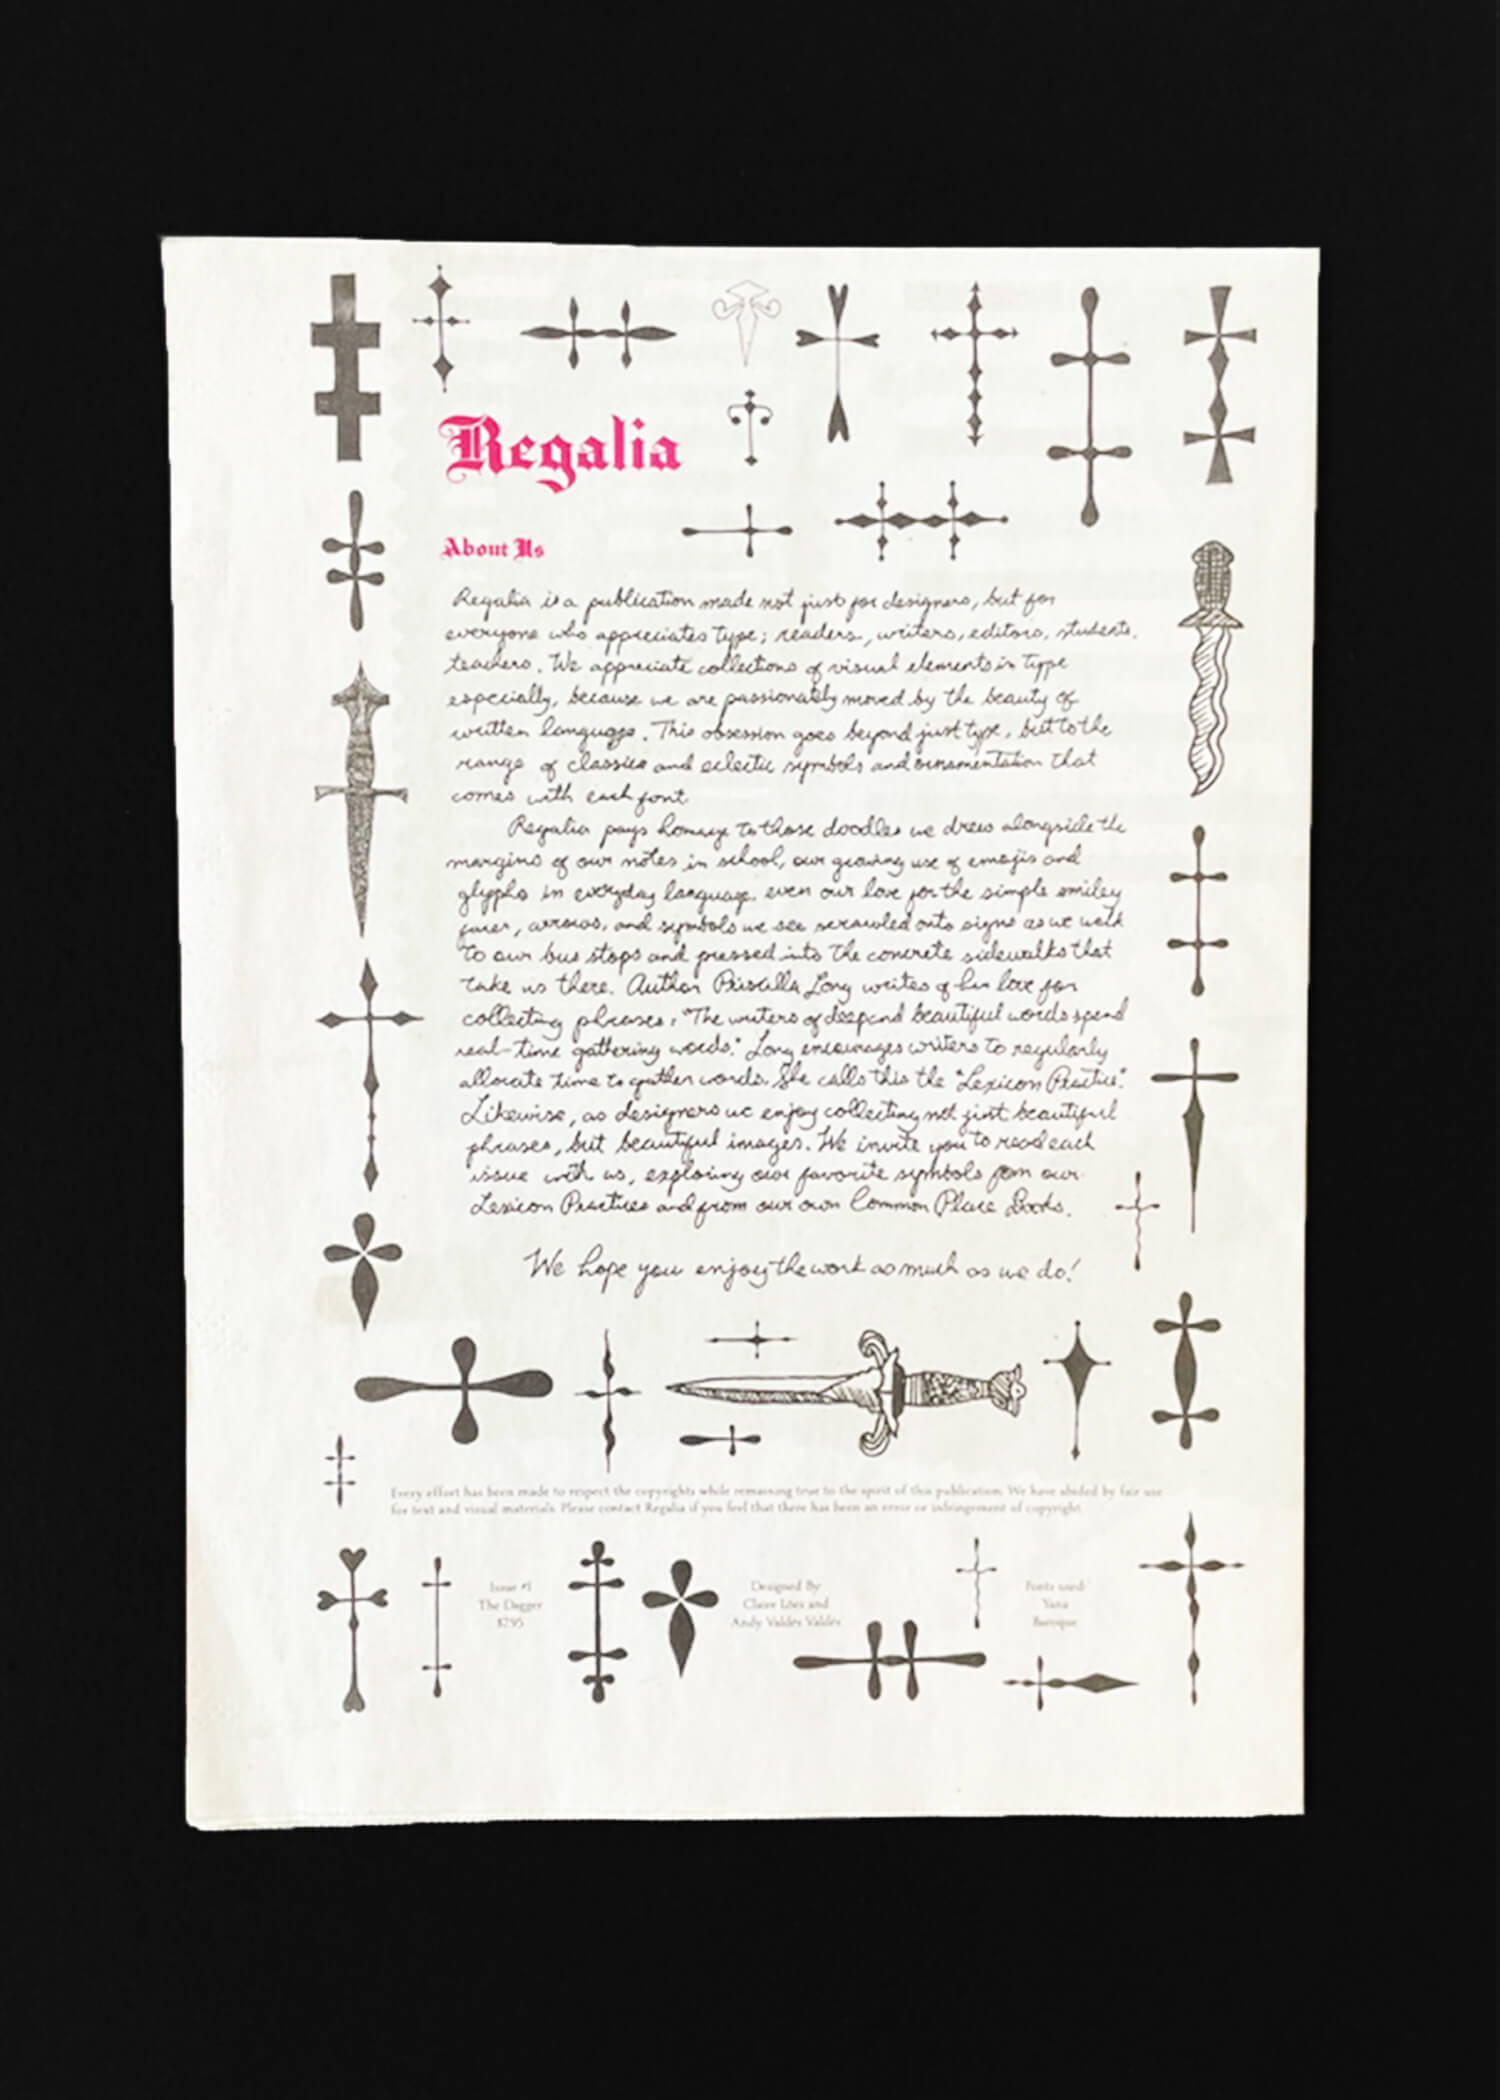 Regalia
About Us
Regalia is a publication made not just for designers, but for
everyone who appreciates type; readers, writers, editors, students,
teachers. We appreciate collections of visual elements in type
especially, because we are passionately moved by the beauty of
written language. This obsession goes beyond just type, but to the
range of classics and eclectic symbols and ornamentation that
comes with each font.
Regalia pays homage to those doodles we drew alongside the
margins of our notes in school, our growing use of emojis and
glyphs in everyday language, even our love for the simple smiley
faces, arrows, and symbols we see scrawled onto signs as we walk
to our bus stops and pressed into the concrete sidewalks that
take us there. Author Priscilla Long writes of her love for
collecting phrases, "The writers of deep and beautiful words spend
real-time gathering words." Long encourages writers to regularly
allocate time to gather words. She calls this the "Lexicon Practice."
Likewise, as designers we enjoy collecting not just beautiful
phrases, but beautiful images. We invite you to read each
issue with us, exploring our favorite symbols from our
Lexicon Practices and from our own Common Place Books.
We hope you enjoy the work as much as we do!
Every effort has been made to respect the copyrights while remaining true to the spirit of this publication. We have abided by fair use
for text and visual materials. Please contact Regalia if you feel that there has been an error or infringement of copyright.
Issue #1
The Dagger
$7.95
Designed By
Claire Lòes and
Andy Valdés Valdés
Fonts used:
Yana
Baroque